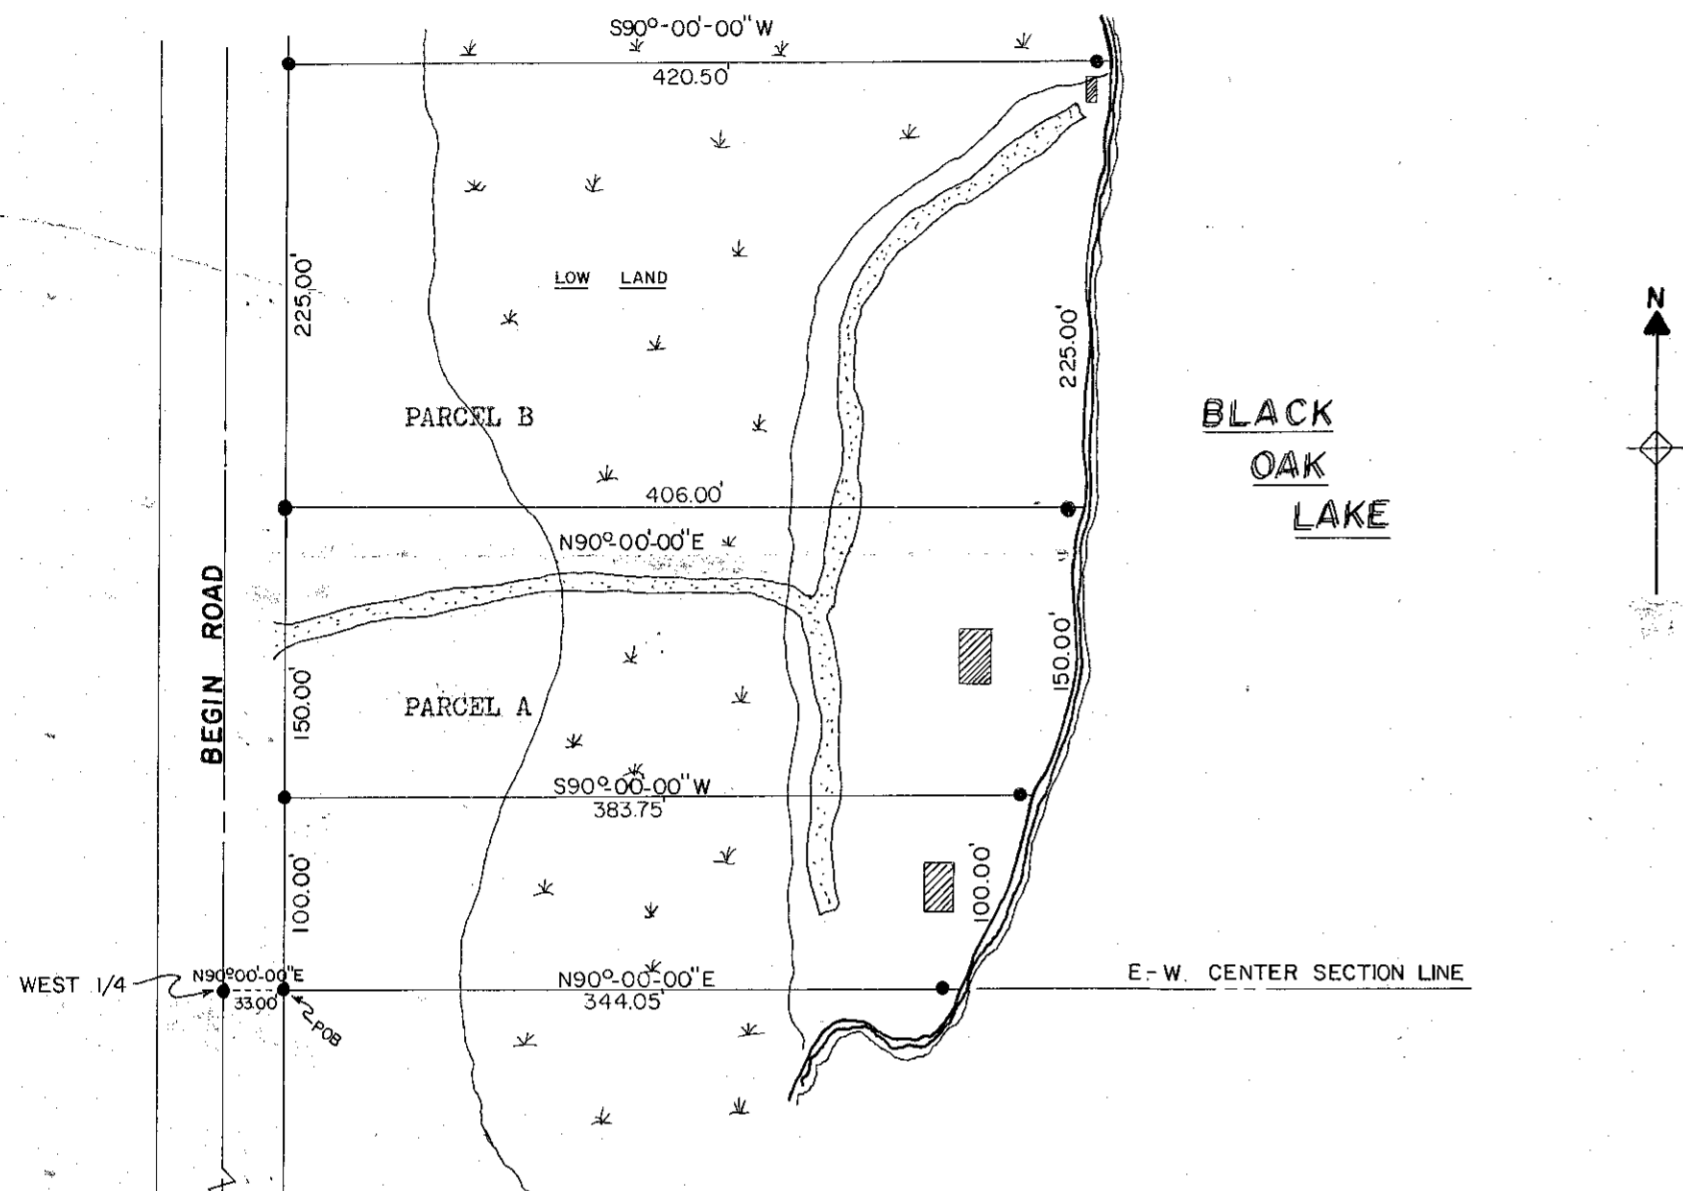 S90°-00'-00"W
420.50'
225.00'
LOW LAND
225.00'
N
PARCEL B
BLACK
OAK
LAKE
406.00'
N90°-00'-00"E
BEGIN ROAD
150.00'
150.00'
PARCEL A
S90°-00'-00"W
383.75'
100.00'
100.00'
WEST 1/4
N90°00'-00"E
33.00'
POB
N90°-00'-00"E
344.05'
E.-W. CENTER SECTION LINE